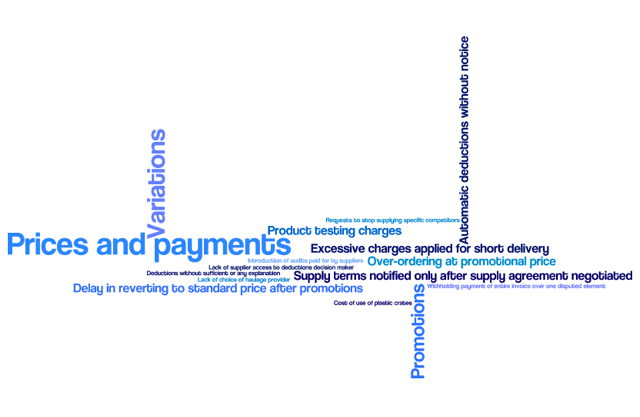 Automatic deductions without notice
Variations
Requests to stop supplying specific competitors
Product testing charges
Prices and payments
Excessive charges applied for short delivery
Introduction of audits paid for by suppliers
Over-ordering at promotional price
Lack of supplier access to deductions decision maker
Deductions without sufficient or any explanation
Supply terms notified only after supply agreement negotiated
Lack of choice of haulage provider
Delay in reverting to standard price after promotions
Withholding payment of entire invoice over one disputed element
Cost of use of plastic crates
Promotions